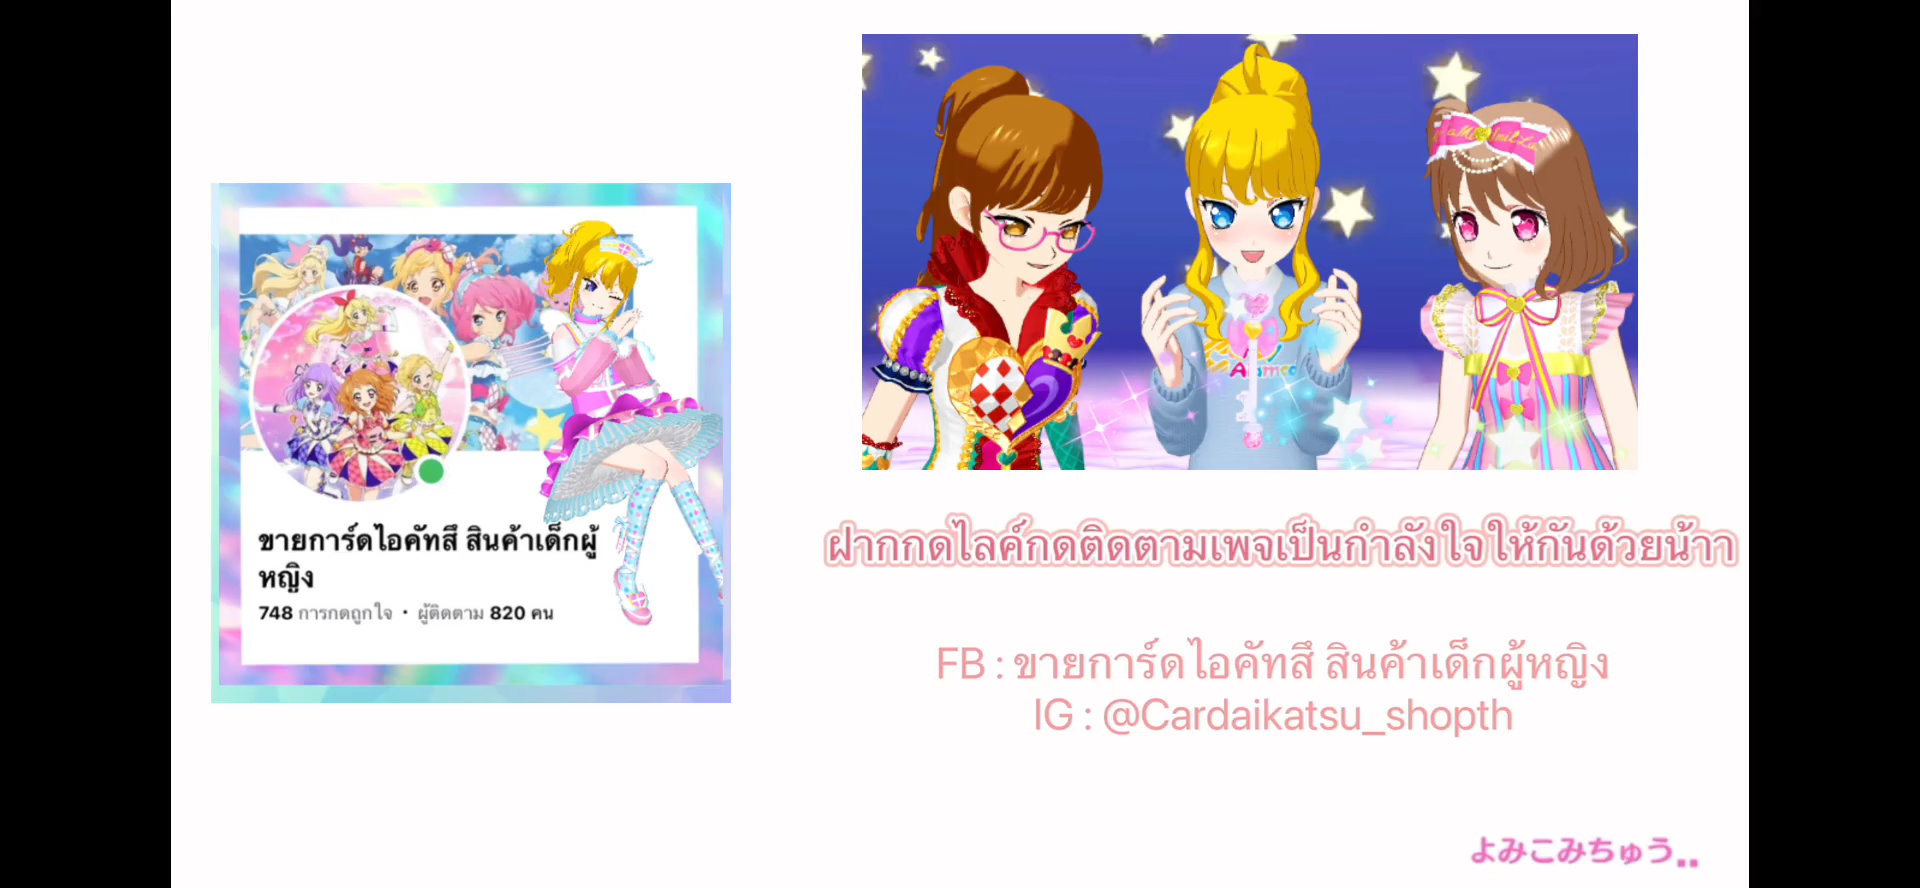 ขายการ์ดไอคัทสึ สินค้าเด็กผู้
หญิง
748 การกดถูกใจ · ผู้ติดตาม 820 คน
ฝากกดไลค์กดติดตามเพจเป็นกำลังใจให้กันด้วยน้าา
FB : ขายการ์ดไอคัทสึ สินค้าเด็กผู้หญิง
IG : @Cardaikatsu_shopth
よみこみちゅう..